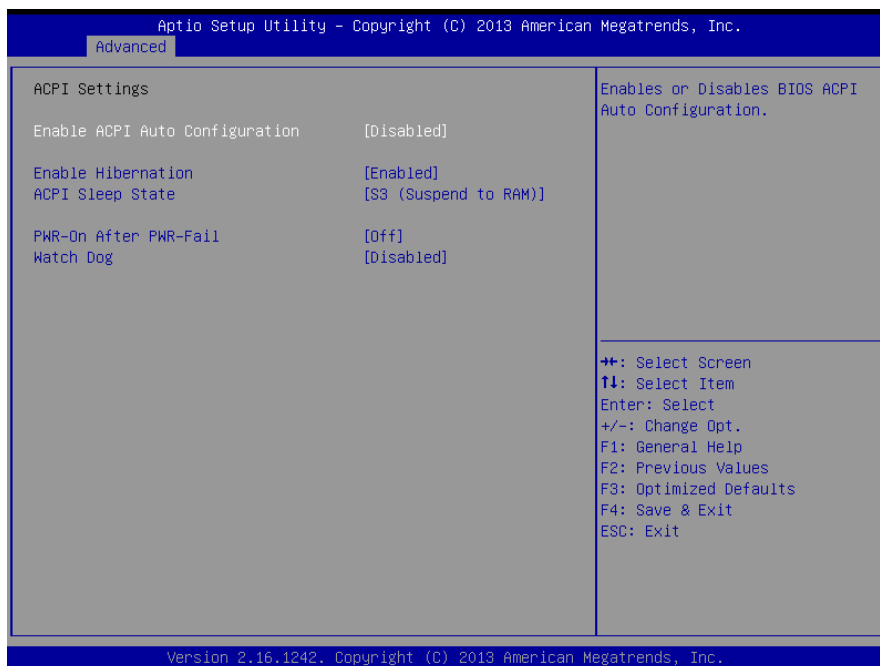 Aptio Setup Utility – Copyright (C) 2013 American Megatrends, Inc.
Advanced
ACPI Settings
Enable ACPI Auto Configuration [Disabled]
Enable Hibernation [Enabled]
ACPI Sleep State [S3 (Suspend to RAM)]
PWR-On After PWR-Fail [Off]
Watch Dog [Disabled]
Enables or Disables BIOS ACPI
Auto Configuration.
→←: Select Screen
↑↓: Select Item
Enter: Select
+/-: Change Opt.
F1: General Help
F2: Previous Values
F3: Optimized Defaults
F4: Save & Exit
ESC: Exit
Version 2.16.1242. Copyright (C) 2013 American Megatrends, Inc.